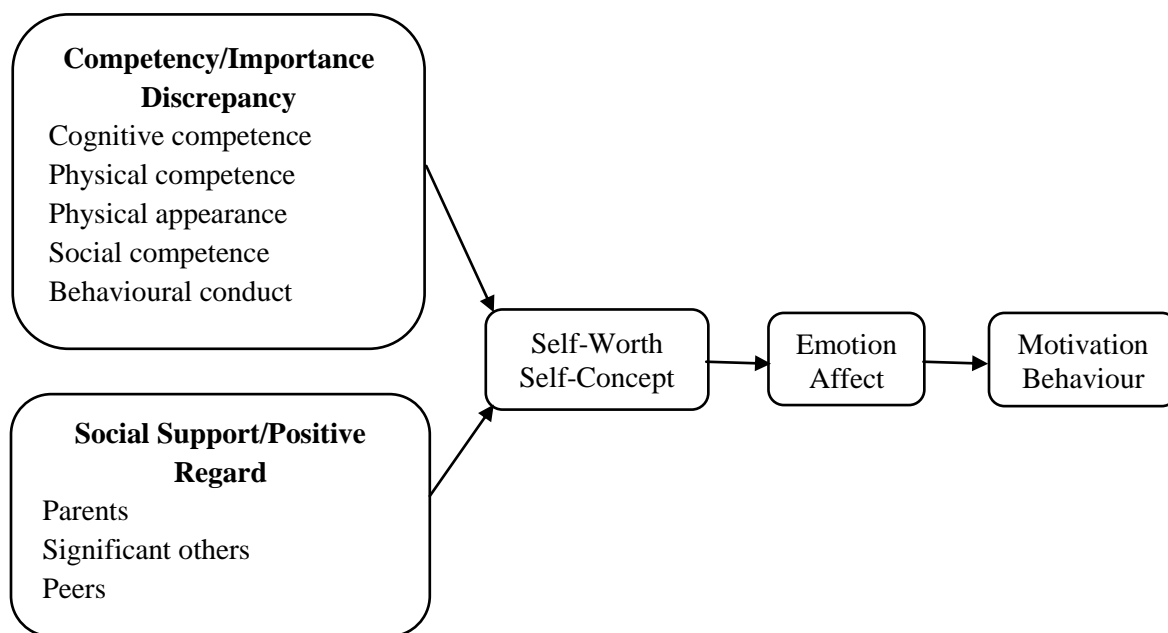 Competency/Importance
Discrepancy
Cognitive competence
Physical competence
Physical appearance
Social competence
Behavioural conduct
Social Support/Positive
Regard
Parents
Significant others
Peers
Self-Worth
Self-Concept
Emotion
Affect
Motivation
Behaviour